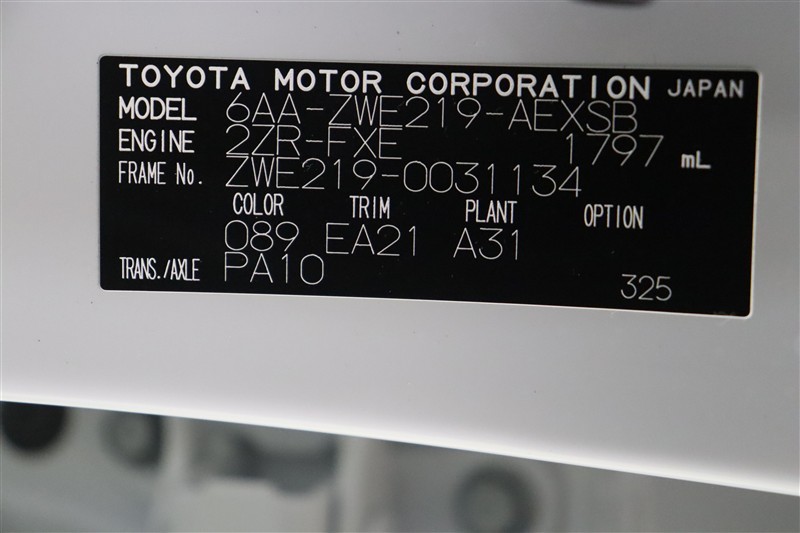 TOYOTA MOTOR CORPORATION JAPAN
MODEL 6AA-ZWE219-AEXSB
ENGINE 2ZR-FXE 1797 mL
FRAME No. ZWE219-0031134
COLOR TRIM PLANT OPTION
089 EA21 A31
TRANS./AXLE PA10 325